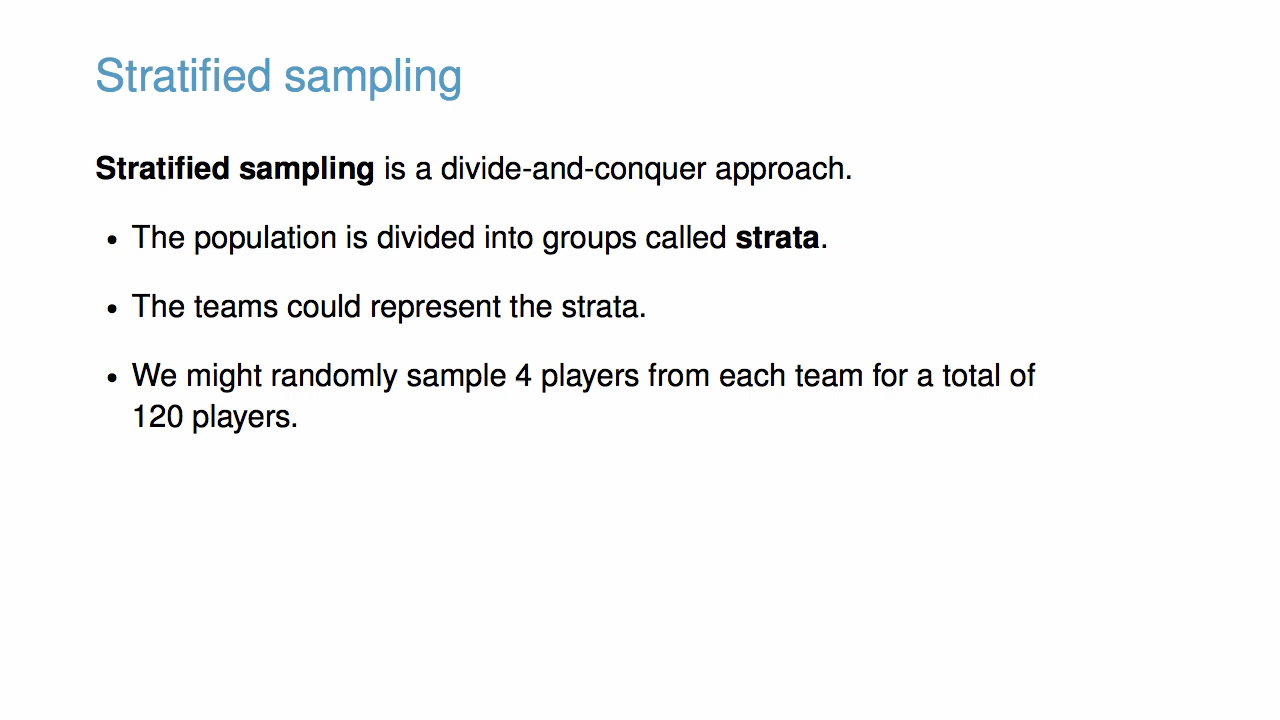 Stratified sampling
Stratified sampling is a divide-and-conquer approach.
• The population is divided into groups called strata.
• The teams could represent the strata.
• We might randomly sample 4 players from each team for a total of
120 players.